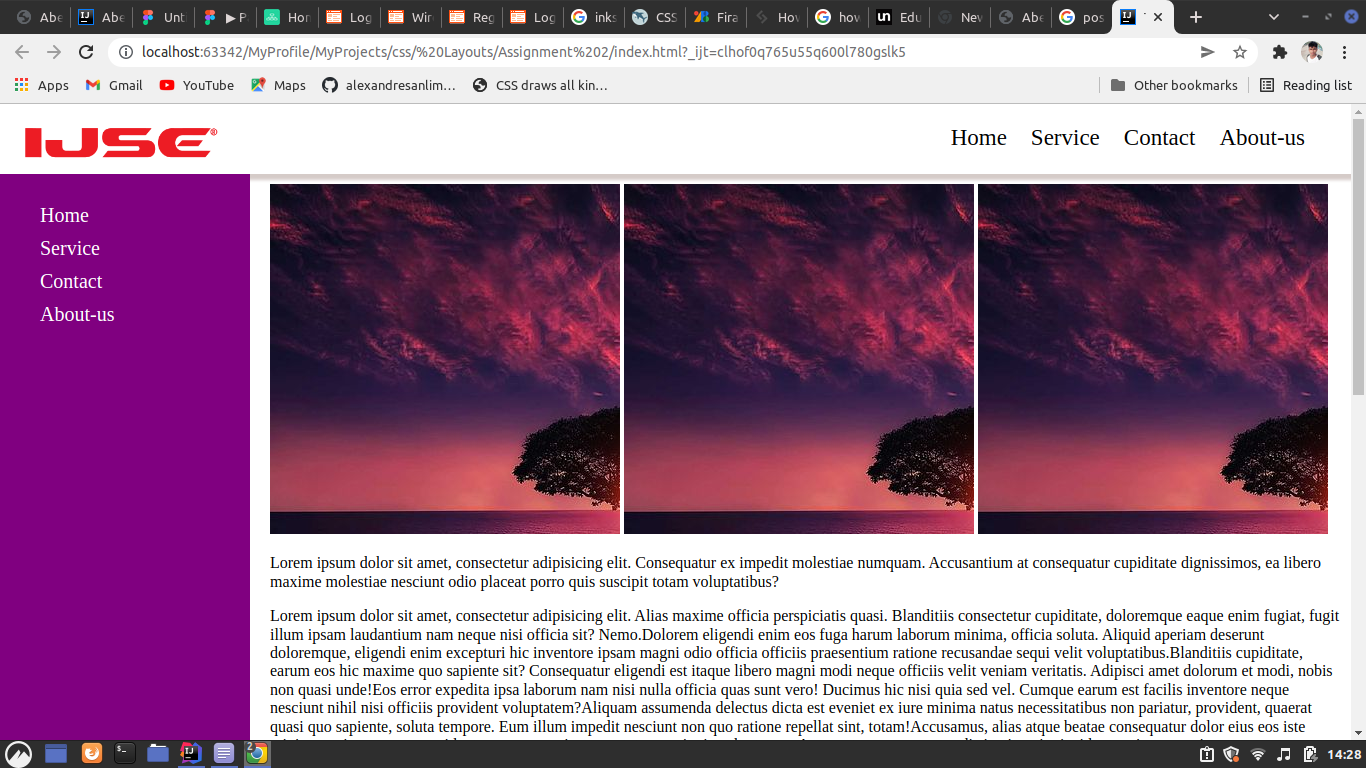 Abe
Abe
Unt
▶ P
Hor
Log
Wir
Reg
Log
inks
CSS
Fira
Hov
how
Edu
Nev
Abe
pos
localhost:63342/MyProfile/MyProjects/css/%20Layouts/Assignment%202/index.html?_ijt=clhof0q765u55q600l780gslk5
Apps Gmail YouTube Maps alexandresanlim... CSS draws all kin... Other bookmarks Reading list
IJSE®
Home Service Contact About-us
Home
Service
Contact
About-us
Lorem ipsum dolor sit amet, consectetur adipisicing elit. Consequatur ex impedit molestiae numquam. Accusantium at consequatur cupiditate dignissimos, ea libero
maxime molestiae nesciunt odio placeat porro quis suscipit totam voluptatibus?
Lorem ipsum dolor sit amet, consectetur adipisicing elit. Alias maxime officia perspiciatis quasi. Blanditiis consectetur cupiditate, doloremque eaque enim fugiat, fugit
illum ipsam laudantium nam neque nisi officia sit? Nemo.Dolorem eligendi enim eos fuga harum laborum minima, officia soluta. Aliquid aperiam deserunt
doloremque, eligendi enim excepturi hic inventore ipsam magni odio officia officiis praesentium ratione recusandae sequi velit voluptatibus.Blanditiis cupiditate,
earum eos hic maxime quo sapiente sit? Consequatur eligendi est itaque libero magni modi neque officiis velit veniam veritatis. Adipisci amet dolorum et modi, nobis
non quasi unde!Eos error expedita ipsa laborum nam nisi nulla officia quas sunt vero! Ducimus hic nisi quia sed vel. Cumque earum est facilis inventore neque
nesciunt nihil nisi officiis provident voluptatem?Aliquam assumenda delectus dicta est eveniet ex iure minima natus necessitatibus non pariatur, provident, quaerat
quasi quo sapiente, soluta tempore. Eum illum impedit nesciunt non quo ratione repellat sint, totam!Accusamus, alias atque beatae consequatur dolor eius eos iste
2
14:28